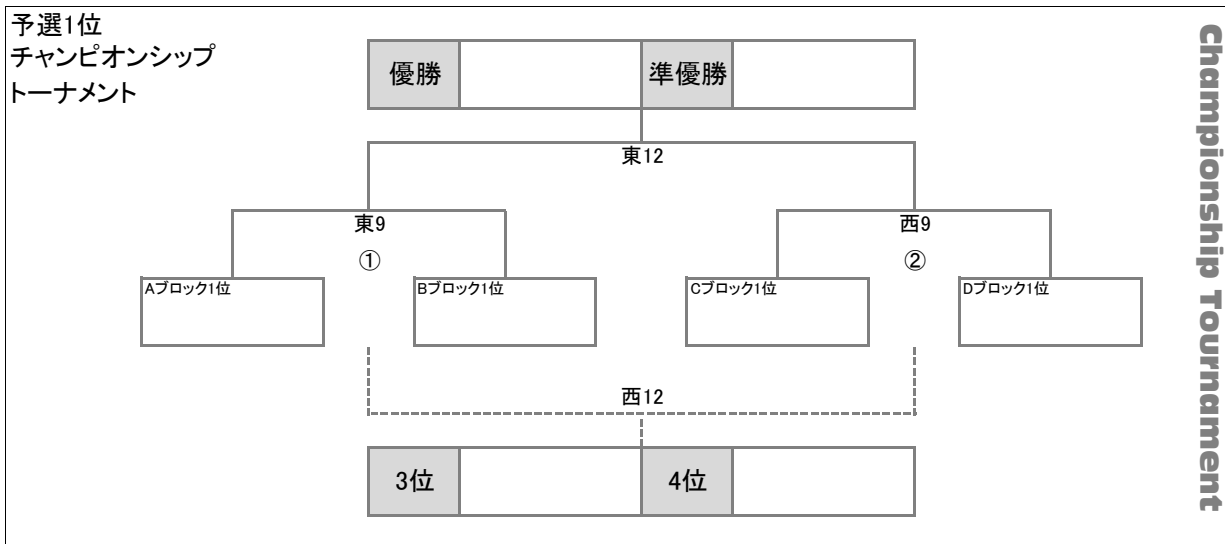 予選1位
チャンピオンシップ
トーナメント
優勝
準優勝
東12
東9
西9
①
②
Aブロック1位
Bブロック1位
Cブロック1位
Dブロック1位
西12
3位
4位
Championship Tournament